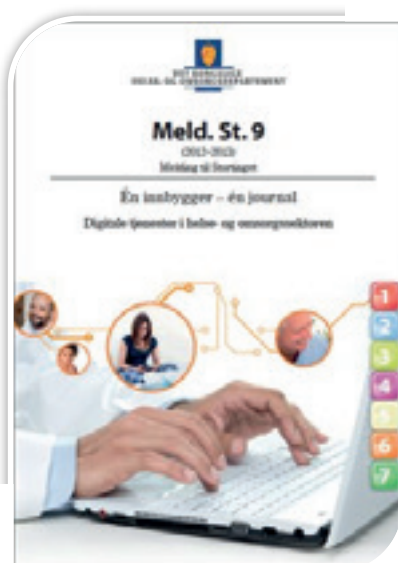 DET KONGELIGE
HELSE- OG OMSORGSDEPARTEMENT
Meld. St. 9
(2012–2013)
Melding til Stortinget
Én innbygger – én journal
Digitale tjenester i helse- og omsorgssektoren
1
2
3
4
5
6
7